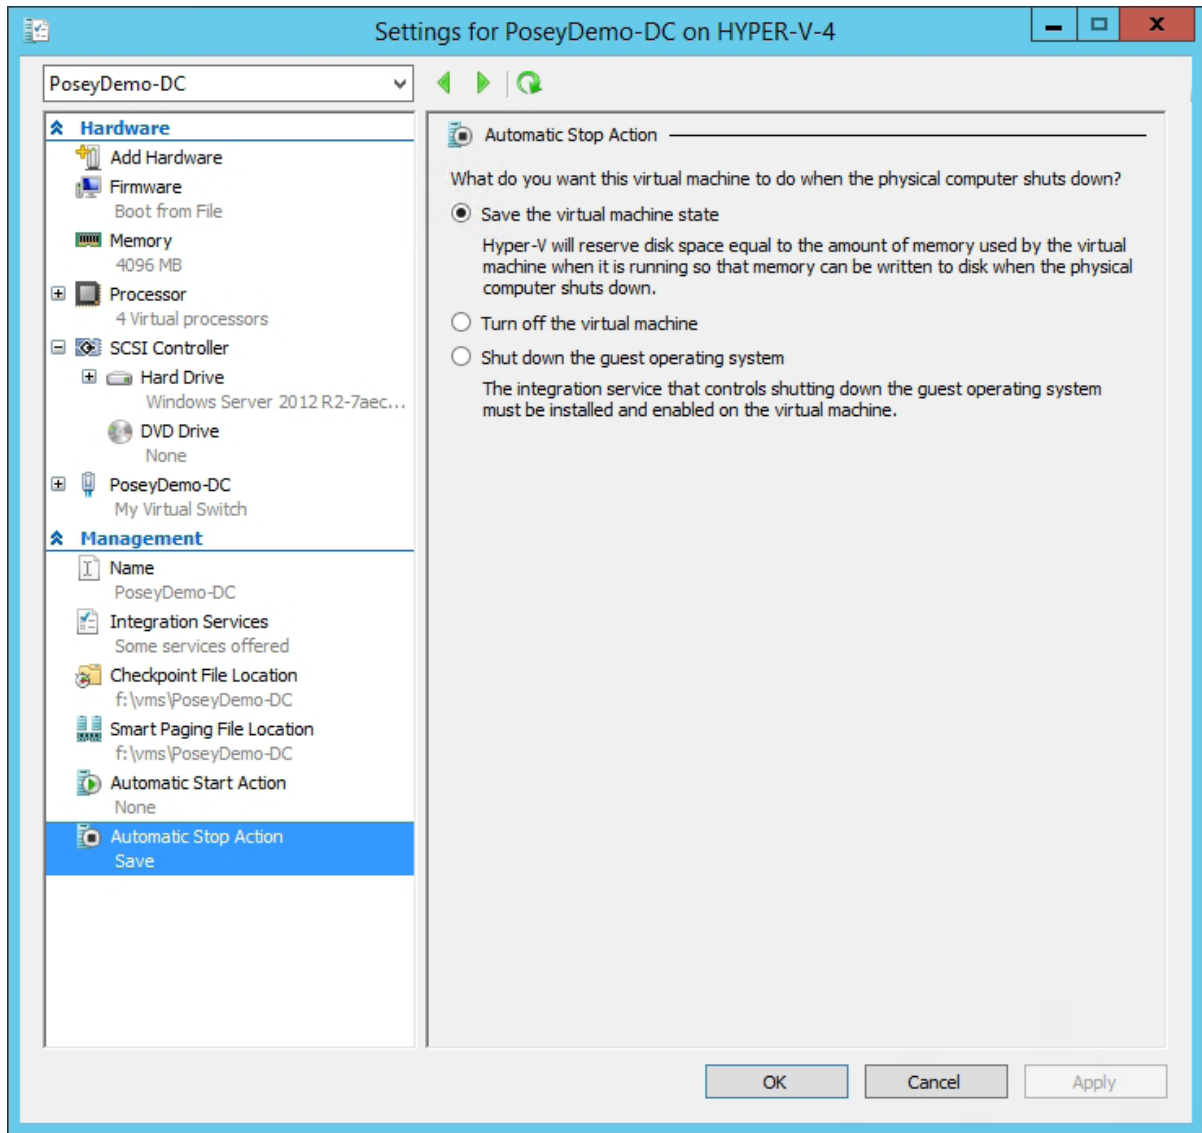 Settings for PoseyDemo-DC on HYPER-V-4
PoseyDemo-DC
Hardware
Add Hardware
Firmware
Boot from File
Memory
4096 MB
Processor
4 Virtual processors
SCSI Controller
Hard Drive
Windows Server 2012 R2-7aec...
DVD Drive
None
PoseyDemo-DC
My Virtual Switch
Management
Name
PoseyDemo-DC
Integration Services
Some services offered
Checkpoint File Location
f:\vms\PoseyDemo-DC
Smart Paging File Location
f:\vms\PoseyDemo-DC
Automatic Start Action
None
Automatic Stop Action
Save
Automatic Stop Action
What do you want this virtual machine to do when the physical computer shuts down?
Save the virtual machine state
Hyper-V will reserve disk space equal to the amount of memory used by the virtual
machine when it is running so that memory can be written to disk when the physical
computer shuts down.
Turn off the virtual machine
Shut down the guest operating system
The integration service that controls shutting down the guest operating system
must be installed and enabled on the virtual machine.
OK
Cancel
Apply